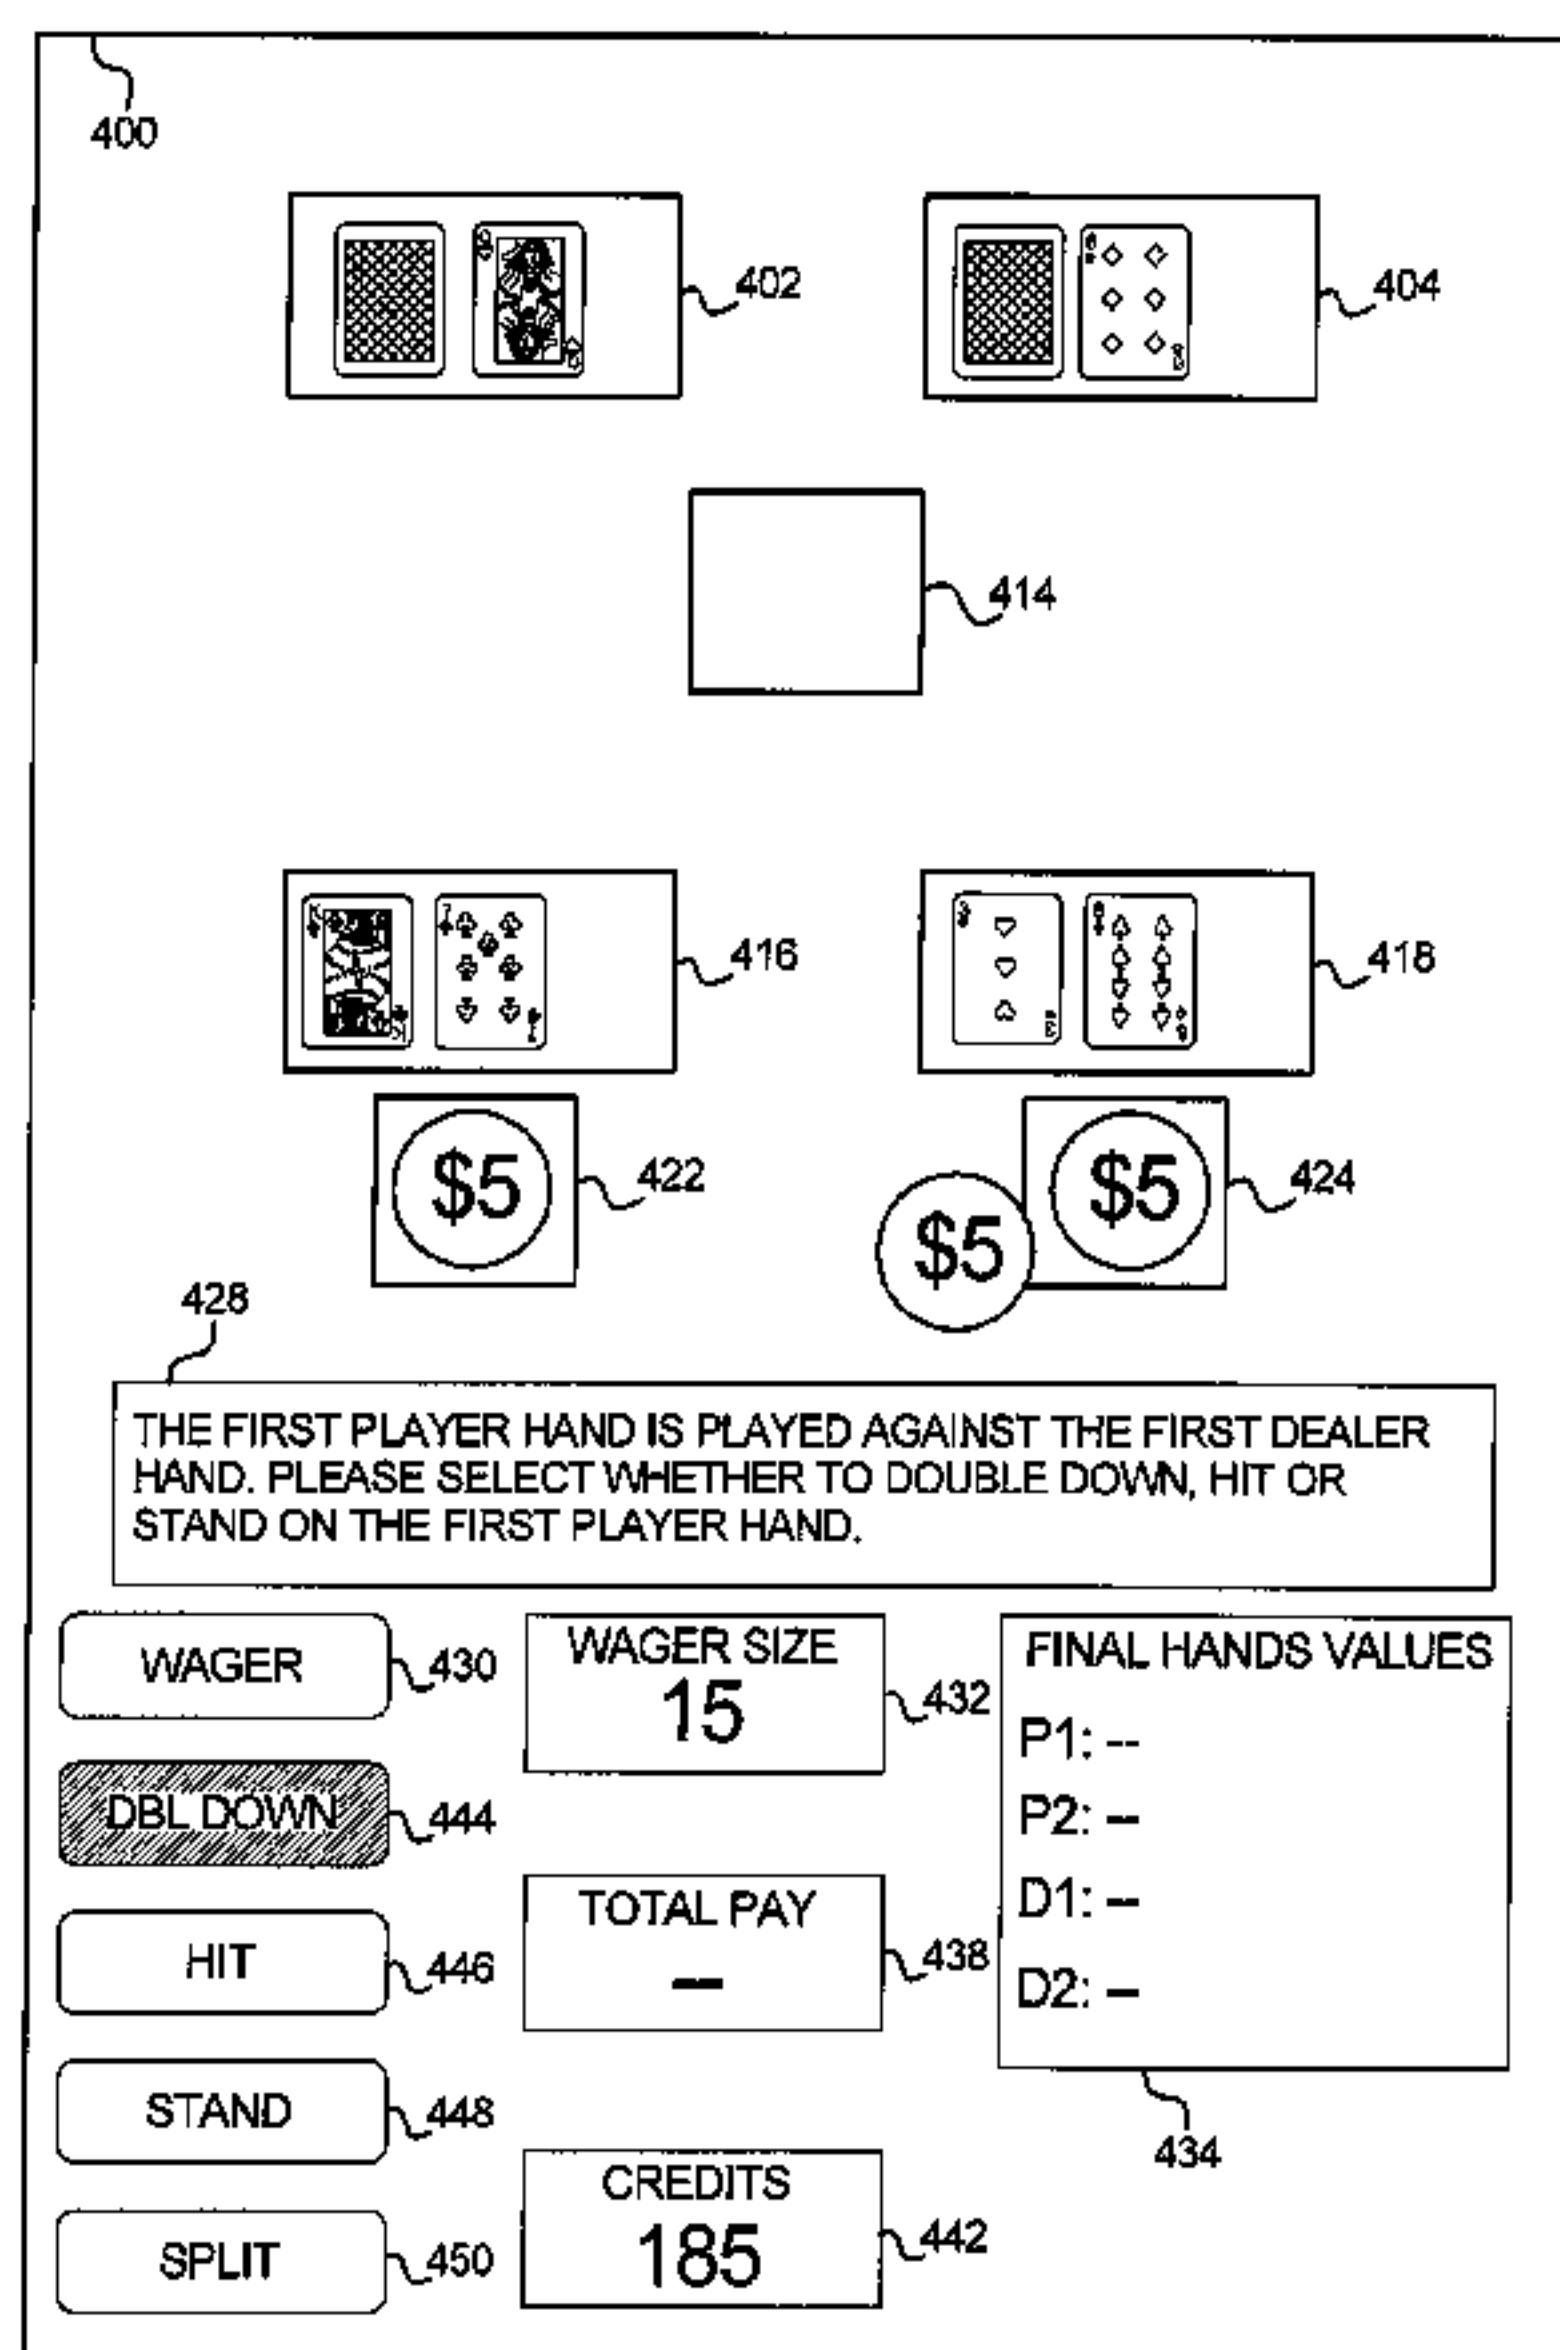 400
402
404
414
416
418
$5
422
$5
$5
424
428
THE FIRST PLAYER HAND IS PLAYED AGAINST THE FIRST DEALER
HAND. PLEASE SELECT WHETHER TO DOUBLE DOWN, HIT OR
STAND ON THE FIRST PLAYER HAND.
WAGER
430
DBL DOWN
444
HIT
446
STAND
448
SPLIT
450
WAGER SIZE
15
432
TOTAL PAY
–
438
CREDITS
185
442
FINAL HANDS VALUES
P1: --
P2: --
D1: --
D2: --
434